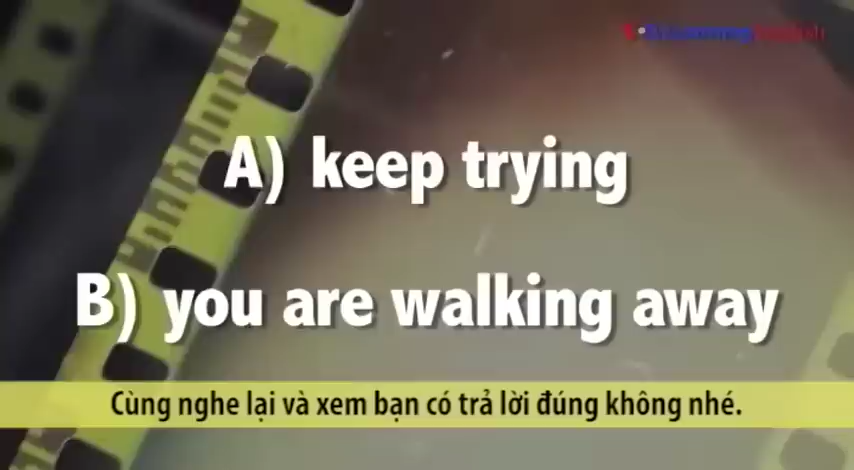 A) keep trying
B) you are walking away
Cùng nghe lại và xem bạn có trả lời đúng không nhé.